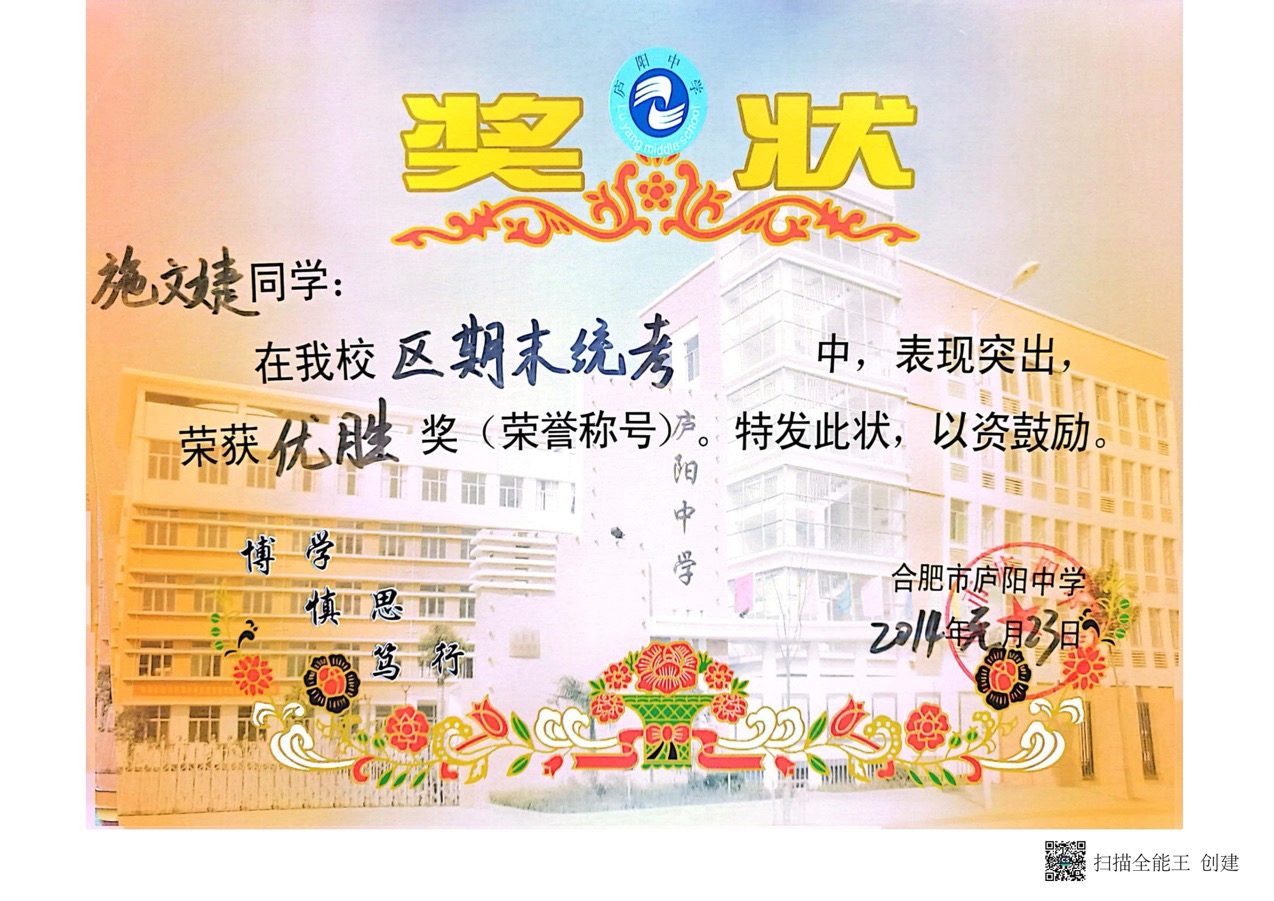 奖 状
庐阳中学
Lu yang middle school
施文婕同学：
在我校 区期末统考 中，表现突出，
荣获 优胜 奖（荣誉称号）。特发此状，以资鼓励。
庐阳中学
博学
慎思
笃行
合肥市庐阳中学
2014年元月23日
扫描全能王 创建